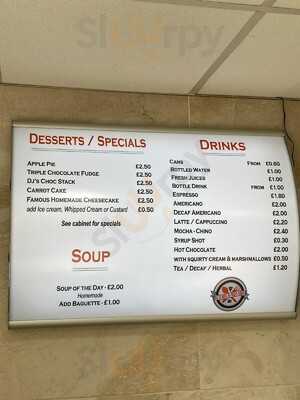 Sluurpy
DESSERTS / SPECIALS
APPLE PIE £2.50
TRIPLE CHOCOLATE FUDGE £2.50
DJ'S CHOC STACK £2.50
CARROT CAKE £2.50
FAMOUS HOMEMADE CHEESECAKE £2.50
add Ice cream, Whipped Cream or Custard £0.50
See cabinet for specials
SOUP
SOUP OF THE DAY - £2.00
Homemade
ADD BAGUETTE - £1.00
DRINKS
CANS FROM £0.60
BOTTLED WATER £1.00
FRESH JUICES £1.00
BOTTLE DRINK FROM £1.00
ESPRESSO £1.80
AMERICANO £2.00
DECAF AMERICANO £2.00
LATTE / CAPPUCCINO £2.20
MOCHA - CHINO £2.40
SYRUP SHOT £0.30
HOT CHOCOLATE £2.00
WITH SQUIRTY CREAM & MARSHMALLOWS £0.50
TEA / DECAF / HERBAL £1.20